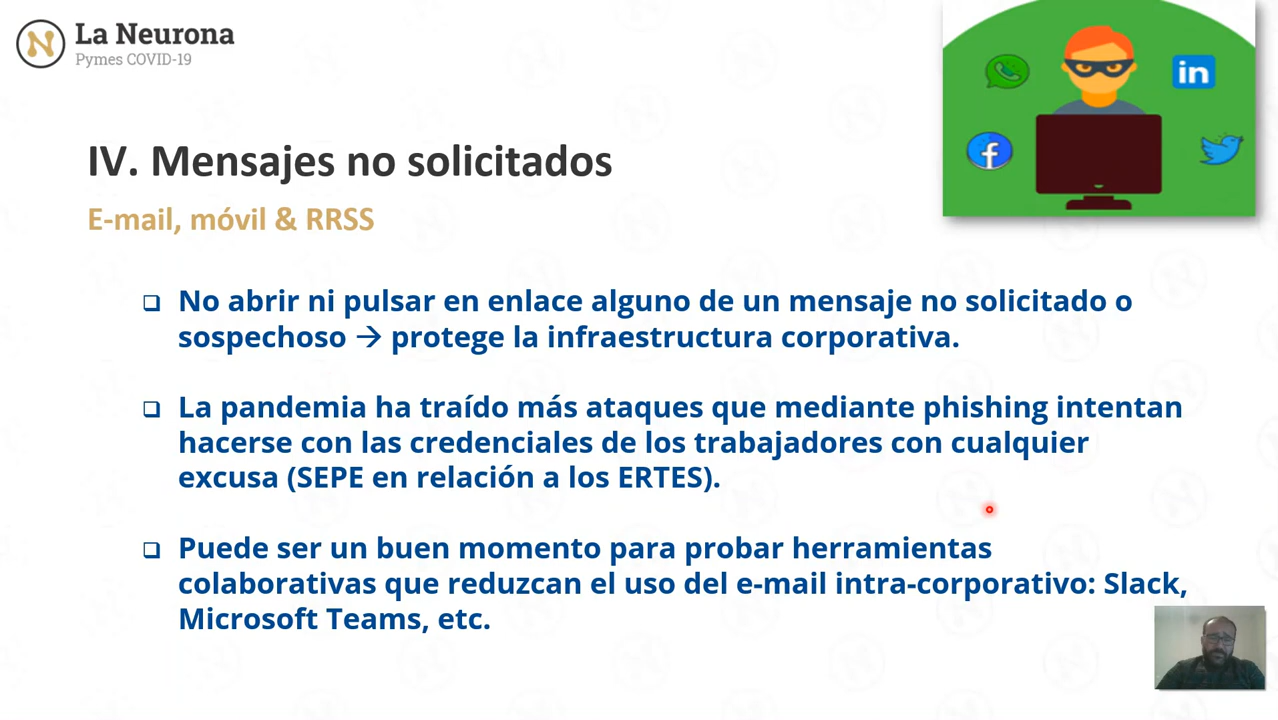 La Neurona
Pymes COVID-19
in
f
IV. Mensajes no solicitados
E-mail, móvil & RRSS
❑ No abrir ni pulsar en enlace alguno de un mensaje no solicitado o
sospechoso → protege la infraestructura corporativa.
❑ La pandemia ha traído más ataques que mediante phishing intentan
hacerse con las credenciales de los trabajadores con cualquier
excusa (SEPE en relación a los ERTES).
❑ Puede ser un buen momento para probar herramientas
colaborativas que reduzcan el uso del e-mail intra-corporativo: Slack,
Microsoft Teams, etc.